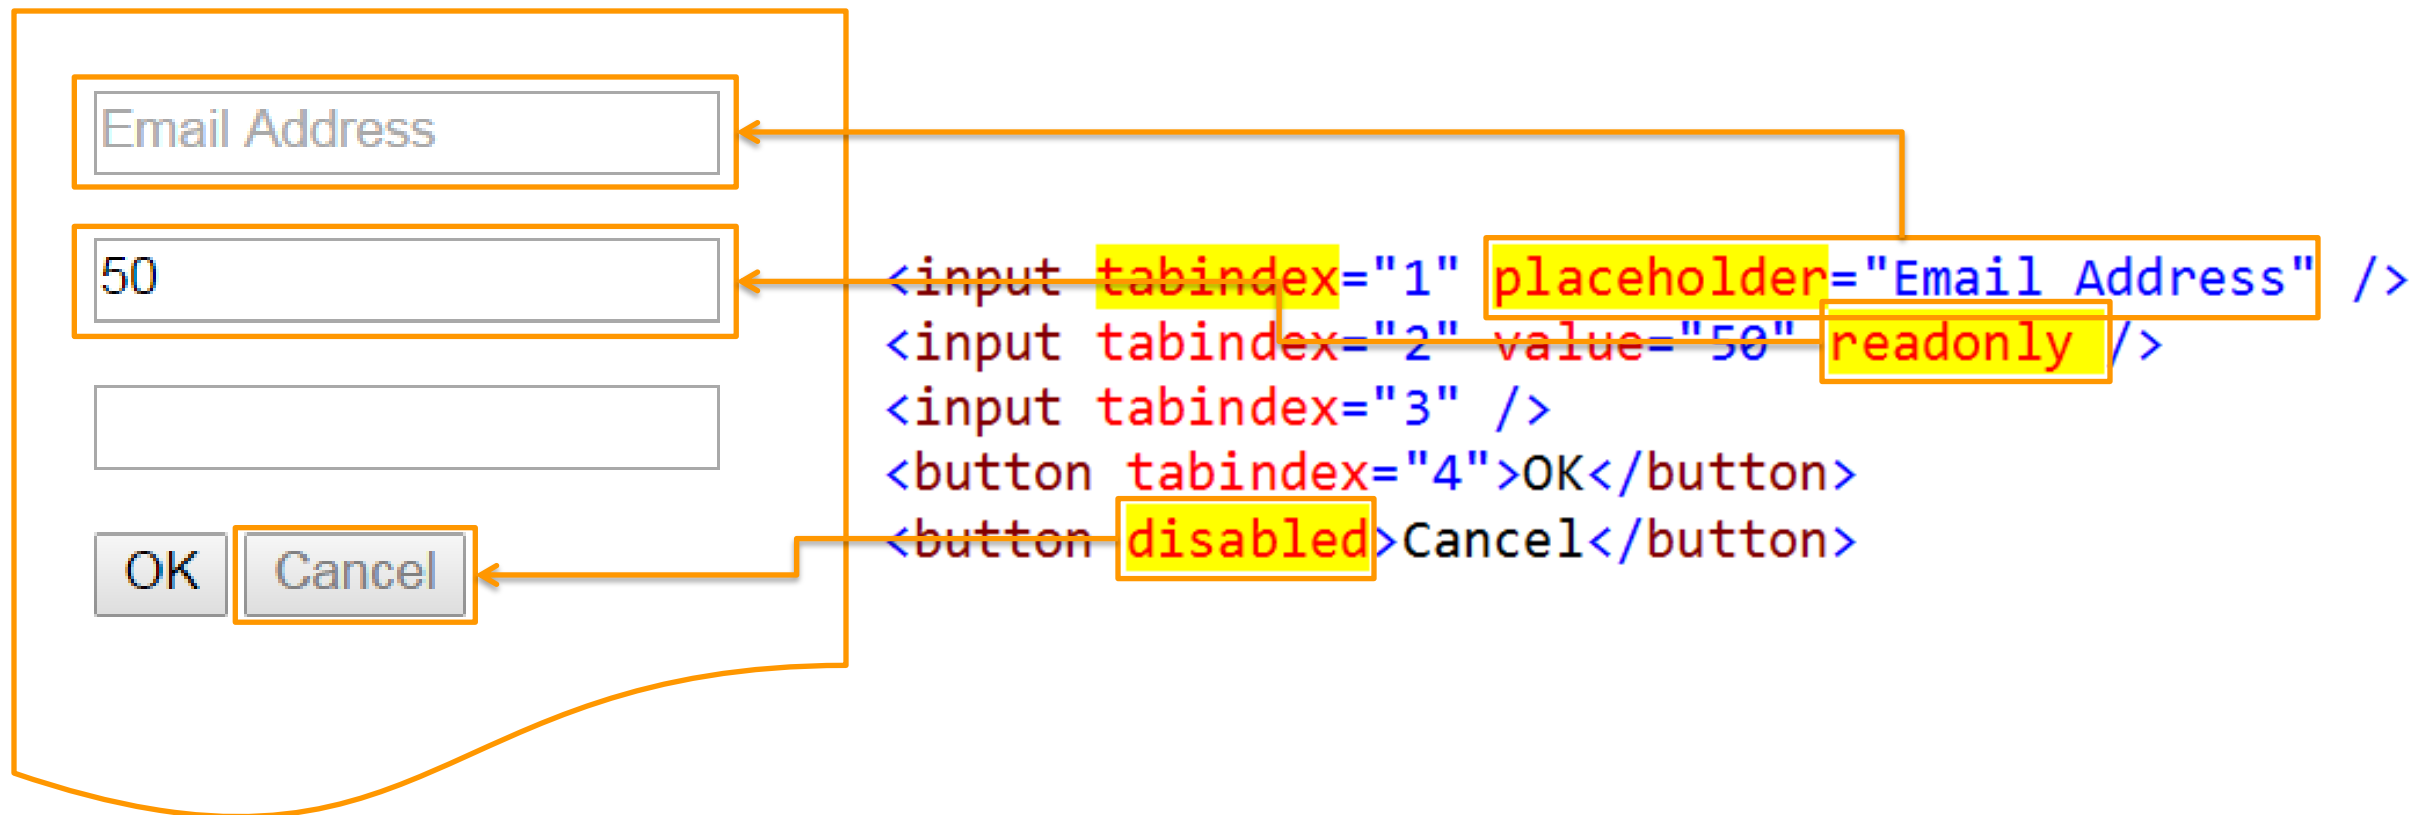 Email Address
50
OK Cancel
<input tabindex="1" placeholder="Email Address" />
<input tabindex="2" value="50" readonly />
<input tabindex="3" />
<button tabindex="4">OK</button>
<button disabled>Cancel</button>